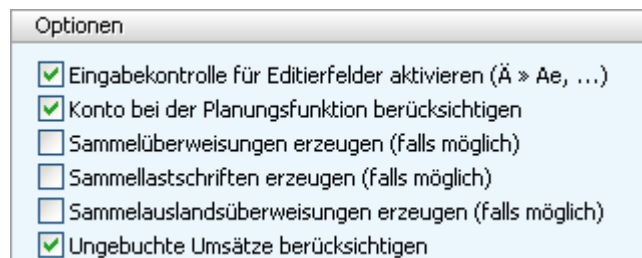 Optionen
Eingabekontrolle für Editierfelder aktivieren (Ä » Ae, ...)
Konto bei der Planungsfunktion berücksichtigen
Sammelüberweisungen erzeugen (falls möglich)
Sammellastschriften erzeugen (falls möglich)
Sammelauslandsüberweisungen erzeugen (falls möglich)
Ungebuchte Umsätze berücksichtigen